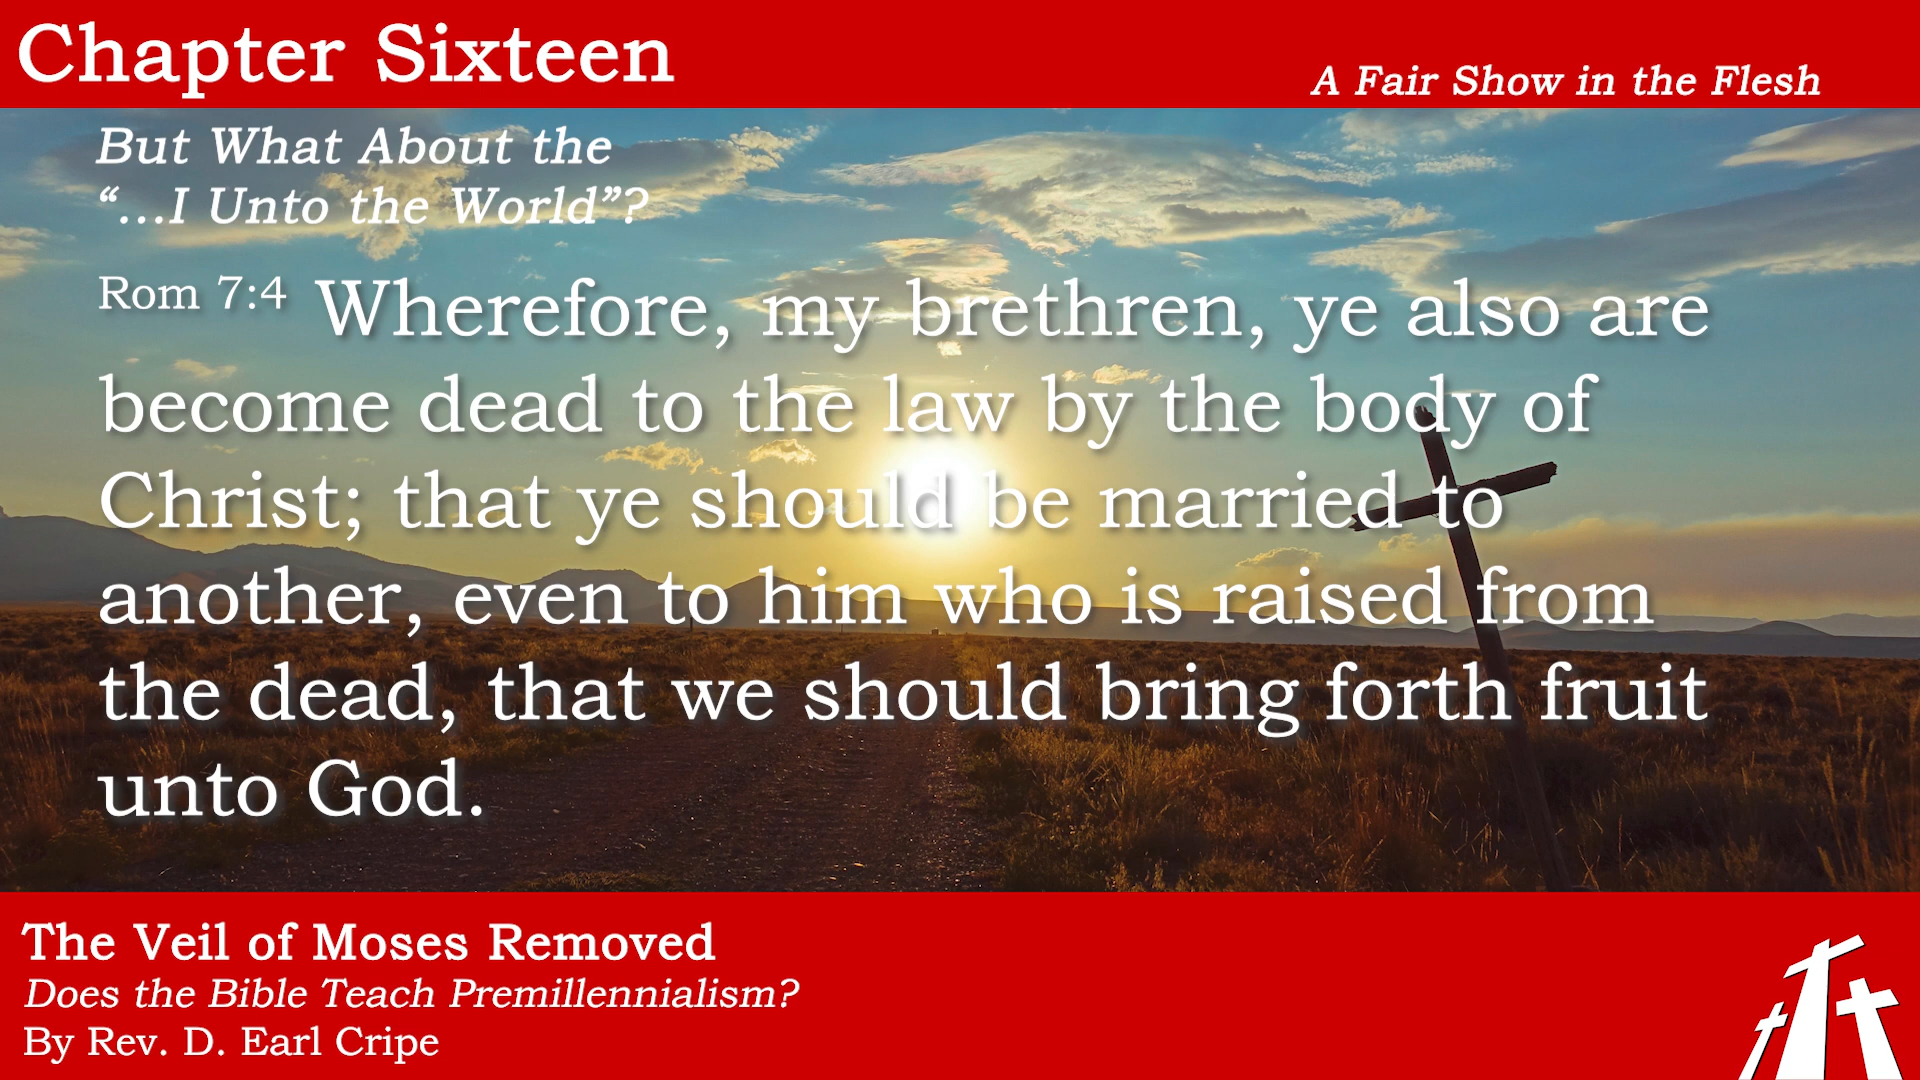 Chapter Sixteen
A Fair Show in the Flesh
But What About the
“…I Unto the World”?
Rom 7:4 Wherefore, my brethren, ye also are
become dead to the law by the body of
Christ; that ye should be married to
another, even to him who is raised from
the dead, that we should bring forth fruit
unto God.
The Veil of Moses Removed
Does the Bible Teach Premillennialism?
By Rev. D. Earl Cripe